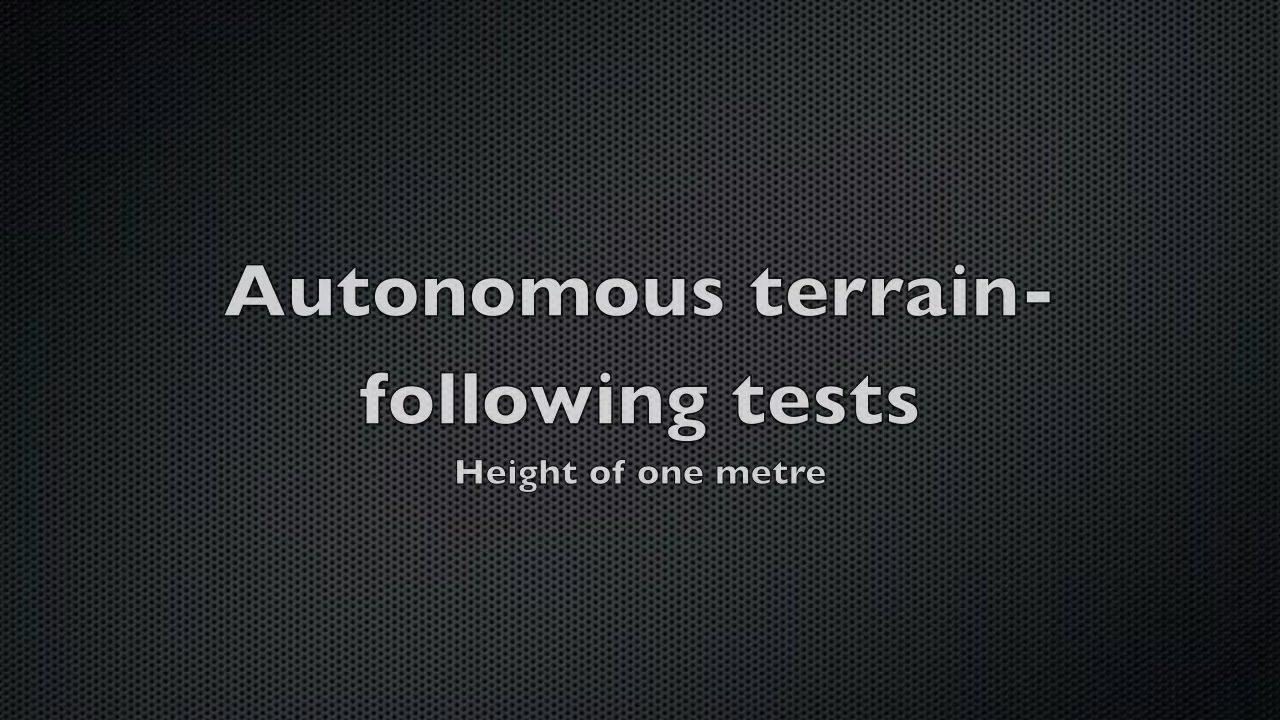 Autonomous terrain-
following tests
Height of one metre